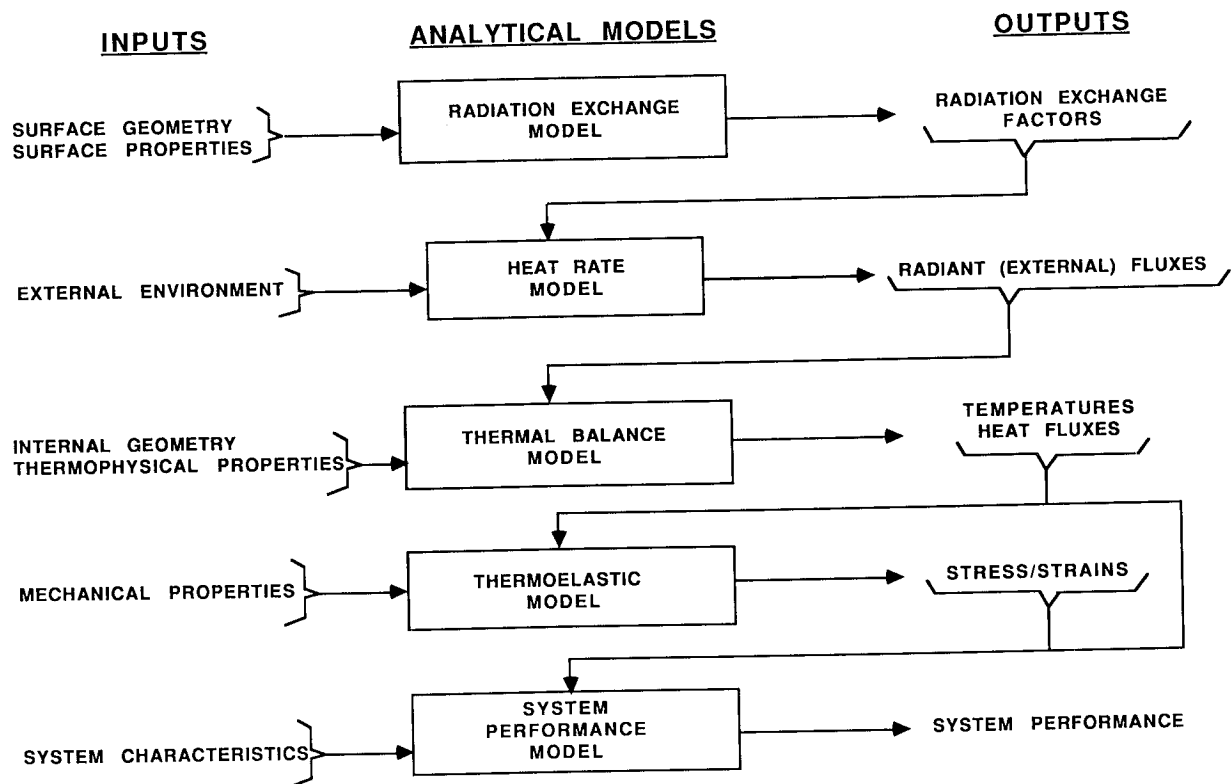 INPUTS
ANALYTICAL MODELS
OUTPUTS
SURFACE GEOMETRY
SURFACE PROPERTIES
RADIATION EXCHANGE
MODEL
RADIATION EXCHANGE
FACTORS
EXTERNAL ENVIRONMENT
HEAT RATE
MODEL
RADIANT (EXTERNAL) FLUXES
INTERNAL GEOMETRY
THERMOPHYSICAL PROPERTIES
THERMAL BALANCE
MODEL
TEMPERATURES
HEAT FLUXES
MECHANICAL PROPERTIES
THERMOELASTIC
MODEL
STRESS/STRAINS
SYSTEM CHARACTERISTICS
SYSTEM
PERFORMANCE
MODEL
SYSTEM PERFORMANCE